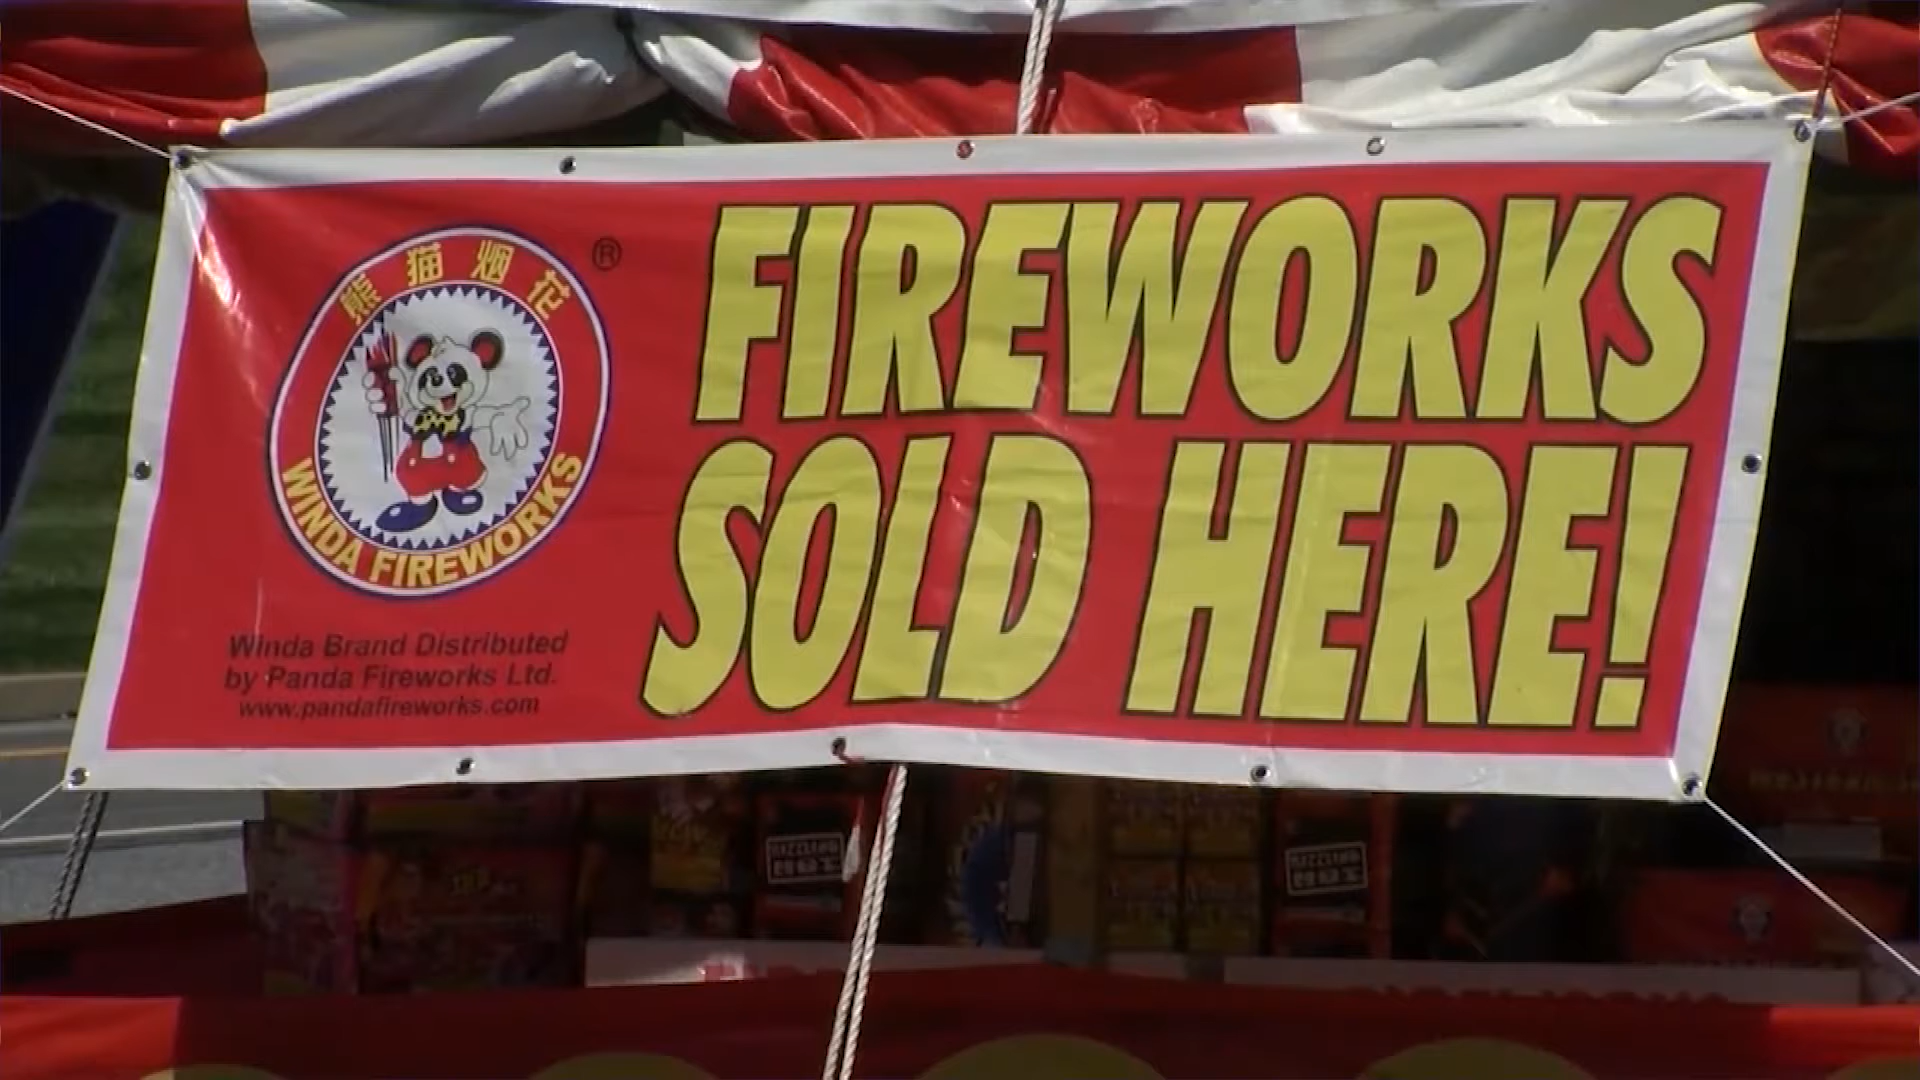 熊猫烟花
®
WINDA FIREWORKS
Winda Brand Distributed
by Panda Fireworks Ltd.
www.pandafireworks.com
FIREWORKS
SOLD HERE!